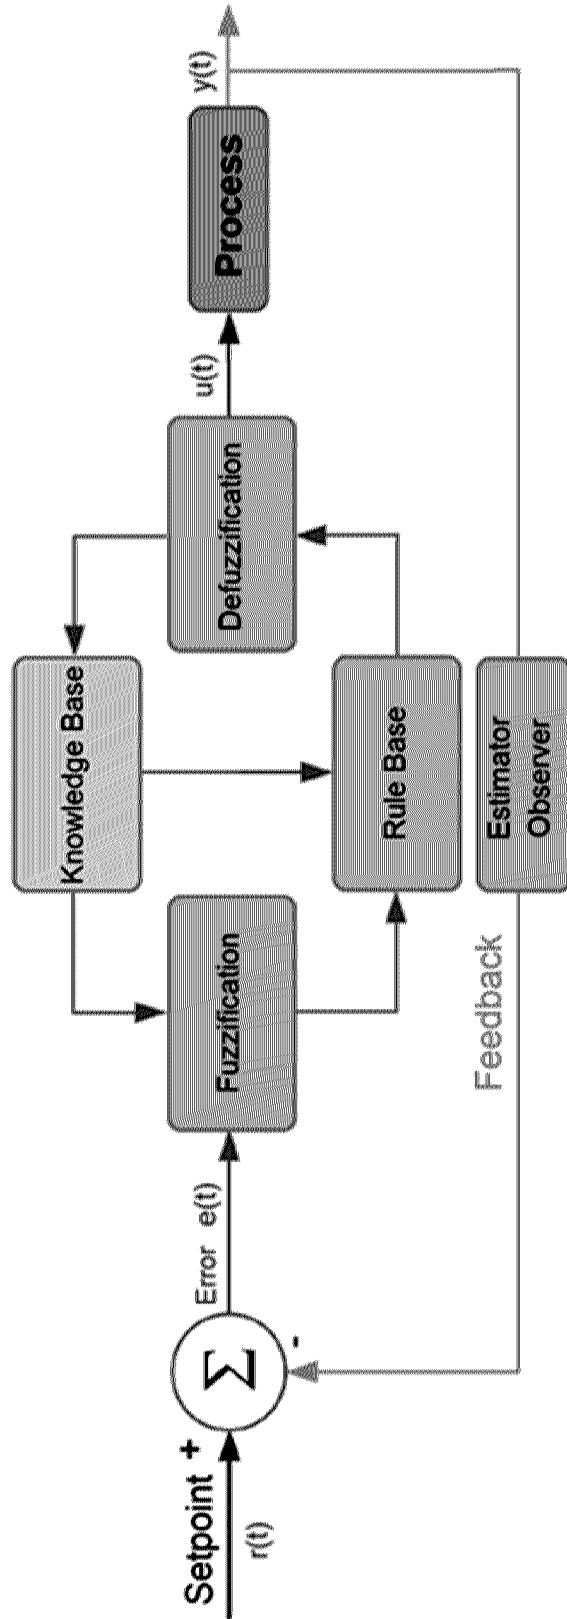 Setpoint
+
r(t)
Σ
-
Error e(t)
Fuzzification
Knowledge Base
Rule Base
Defuzzification
u(t)
Process
y(t)
Feedback
Estimator
Observer